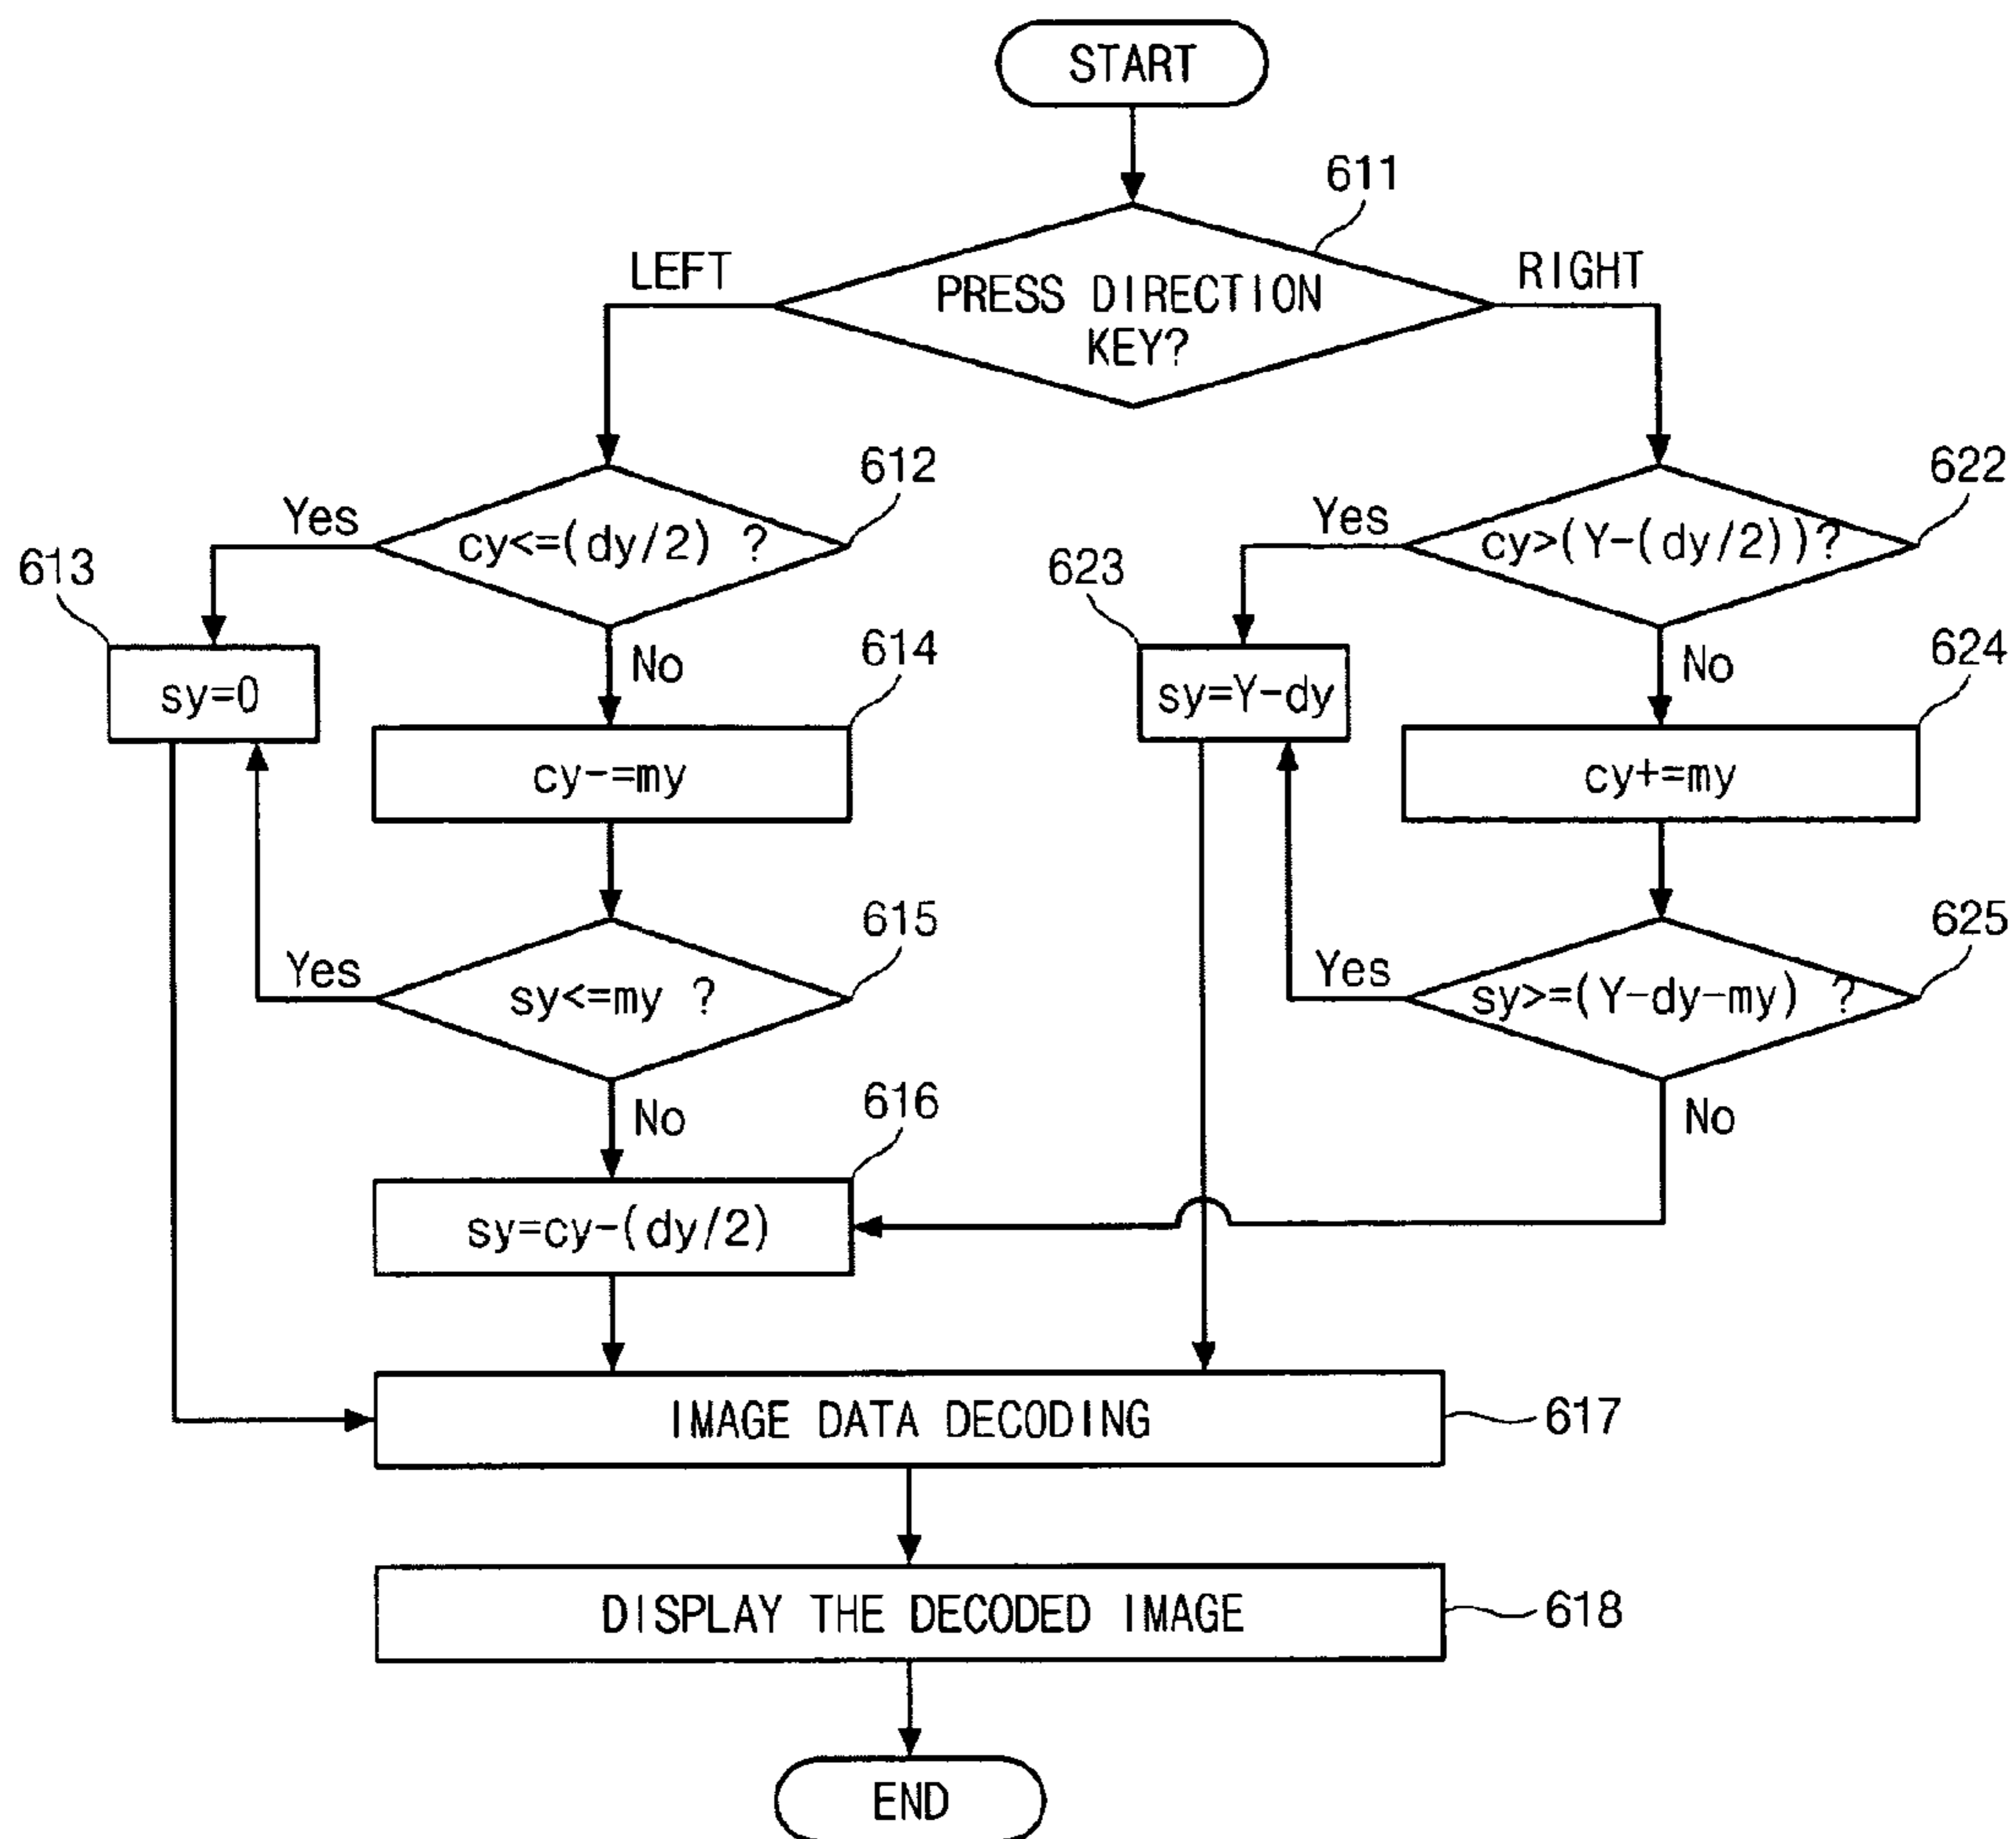 START
611
LEFT
RIGHT
PRESS DIRECTION
KEY?
612
622
Yes
cy<=(dy/2) ?
Yes
cy>(Y-(dy/2))?
613
623
No
614
No
624
sy=0
sy=Y-dy
cy-=my
cy+=my
615
625
Yes
sy<=my ?
Yes
sy>=(Y-dy-my) ?
No
616
No
sy=cy-(dy/2)
IMAGE DATA DECODING
617
DISPLAY THE DECODED IMAGE
618
END